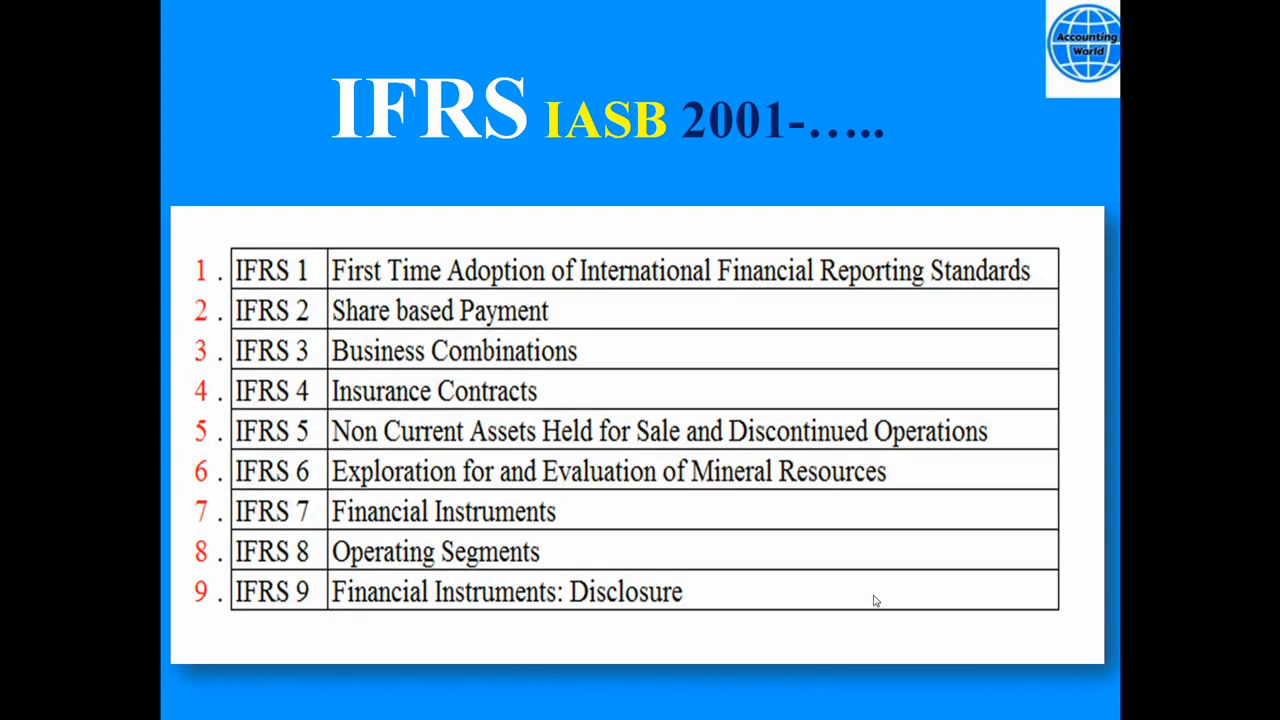 Accounting
World
IFRS IASB 2001-.....
1 . IFRS 1 First Time Adoption of International Financial Reporting Standards
2 . IFRS 2 Share based Payment
3 . IFRS 3 Business Combinations
4 . IFRS 4 Insurance Contracts
5 . IFRS 5 Non Current Assets Held for Sale and Discontinued Operations
6 . IFRS 6 Exploration for and Evaluation of Mineral Resources
7 . IFRS 7 Financial Instruments
8 . IFRS 8 Operating Segments
9 . IFRS 9 Financial Instruments: Disclosure